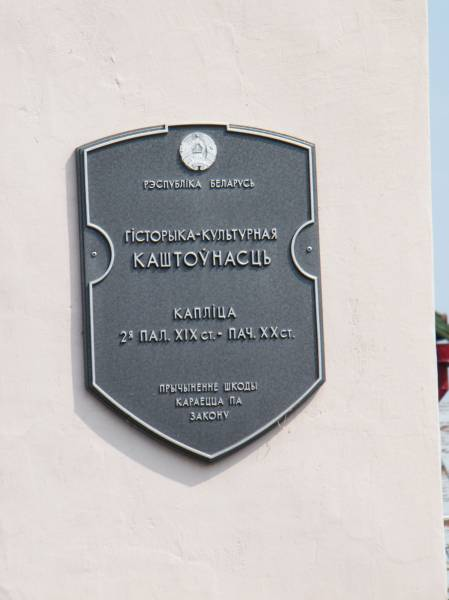 РЭСПУБЛІКА БЕЛАРУСЬ
ГІСТОРЫКА-КУЛЬТУРНАЯ
КАШТОЎНАСЦЬ
КАПЛІЦА
2Я ПАЛ. XIX СТ. - ПАЧ. XX СТ.
ПРЫЧЫНЕННЕ ШКОДЫ
КАРАЕЦЦА ПА
ЗАКОНУ